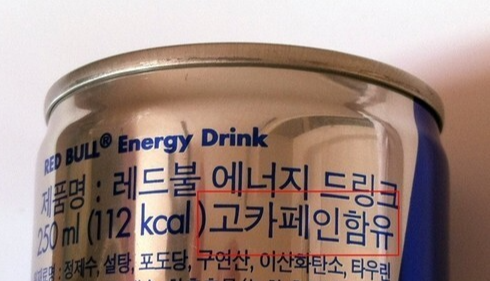 RED BULL® Energy Drink
제품명 : 레드불 에너지 드링크
250 ml (112 kcal) 고카페인함유
정제수, 설탕, 포도당, 구연산, 이산화탄소, 타우린